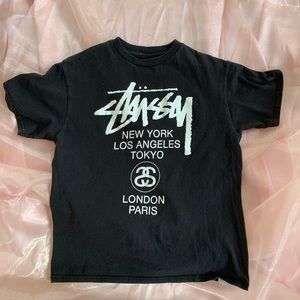 Stüssy
NEW YORK
LOS ANGELES
TOKYO
LONDON
PARIS